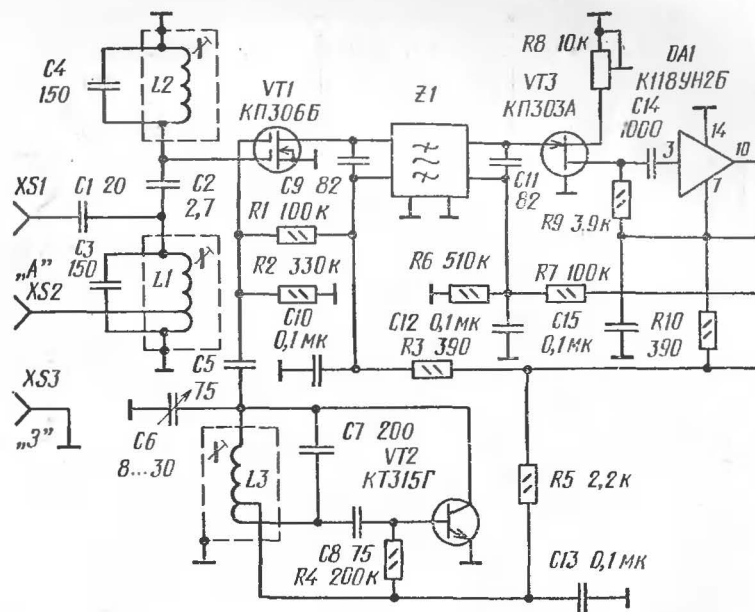 C4
150
L2
VT1
КП306Б
Z1
VT3
КП303А
R8 10к
DA1
К118УН2Б
C14
1000
14
3
10
7
XS1
C1 20
C2
2,7
C9
82
C11
82
R1 100к
R9 3,9к
C3
150
„А"
XS2
L1
R2 330к
R6 510к
R7 100к
C10
0,1мк
C12 0,1мк
C15
0,1мк
R10
390
R3 390
C5
75
XS3
„З"
C6
8...30
C7 200
VT2
КТ315Г
L3
R5 2,2к
C8 75
R4 200к
C13 0,1мк